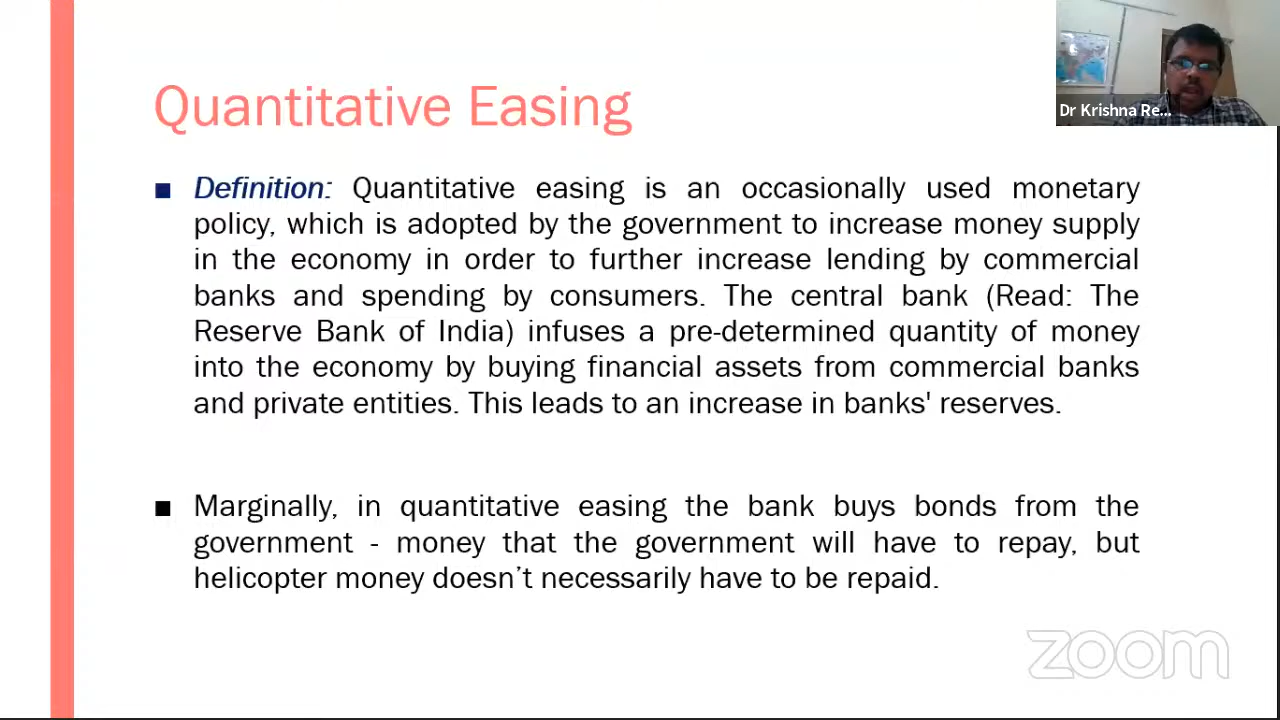 Quantitative Easing
Dr Krishna Re...
■ Definition: Quantitative easing is an occasionally used monetary
policy, which is adopted by the government to increase money supply
in the economy in order to further increase lending by commercial
banks and spending by consumers. The central bank (Read: The
Reserve Bank of India) infuses a pre-determined quantity of money
into the economy by buying financial assets from commercial banks
and private entities. This leads to an increase in banks' reserves.
■ Marginally, in quantitative easing the bank buys bonds from the
government - money that the government will have to repay, but
helicopter money doesn’t necessarily have to be repaid.
zoom